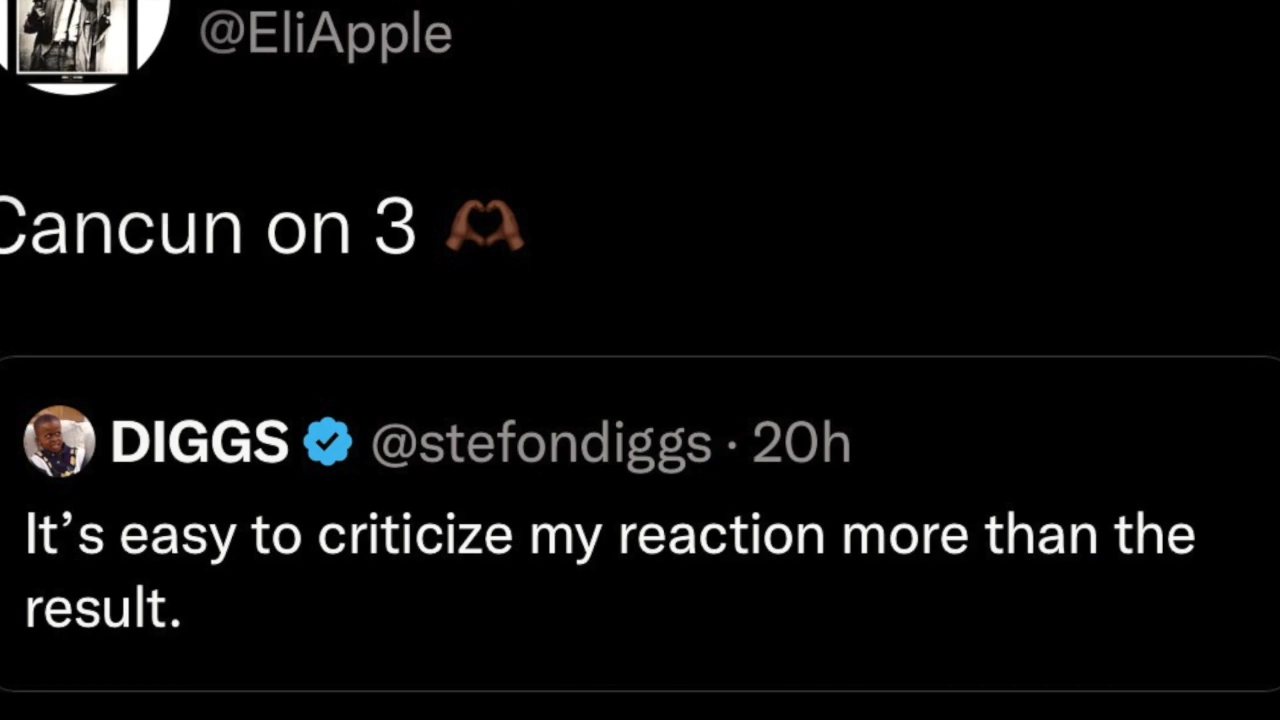 @EliApple
Cancun on 3 🫶🏾
DIGGS @stefondiggs · 20h
It’s easy to criticize my reaction more than the
result.